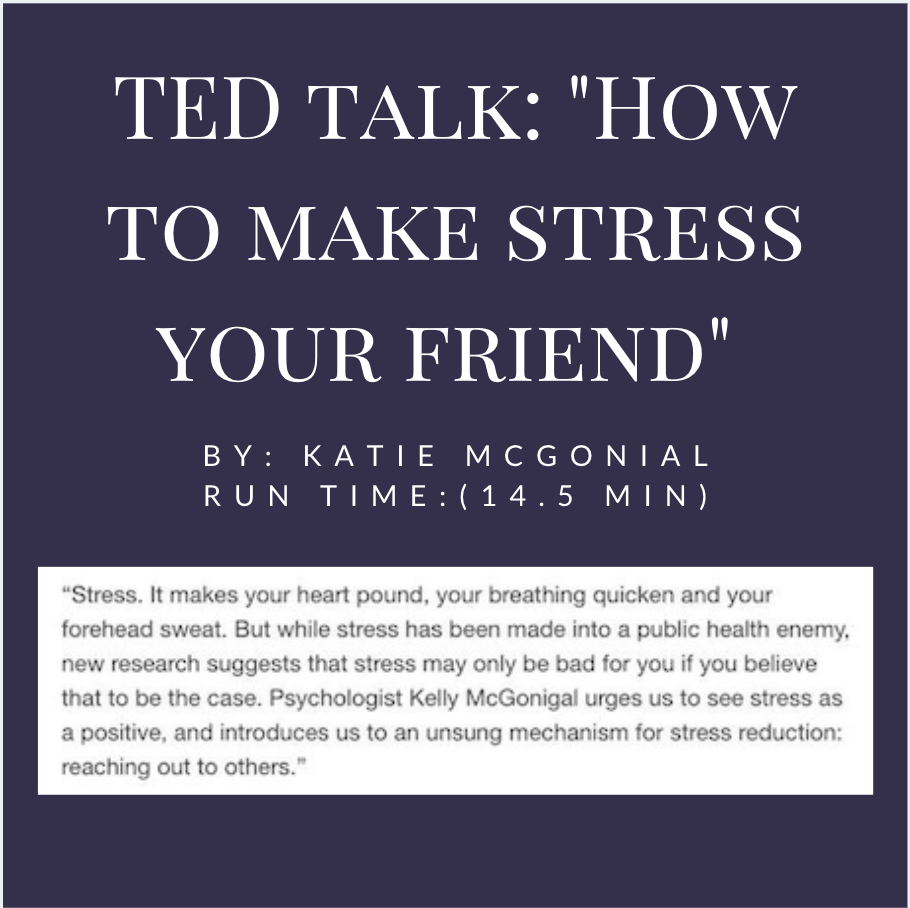 TED TALK: "HOW
TO MAKE STRESS
YOUR FRIEND"
BY: KATIE MCGONIAL
RUN TIME:(14.5 MIN)
“Stress. It makes your heart pound, your breathing quicken and your
forehead sweat. But while stress has been made into a public health enemy,
new research suggests that stress may only be bad for you if you believe
that to be the case. Psychologist Kelly McGonigal urges us to see stress as
a positive, and introduces us to an unsung mechanism for stress reduction:
reaching out to others.”